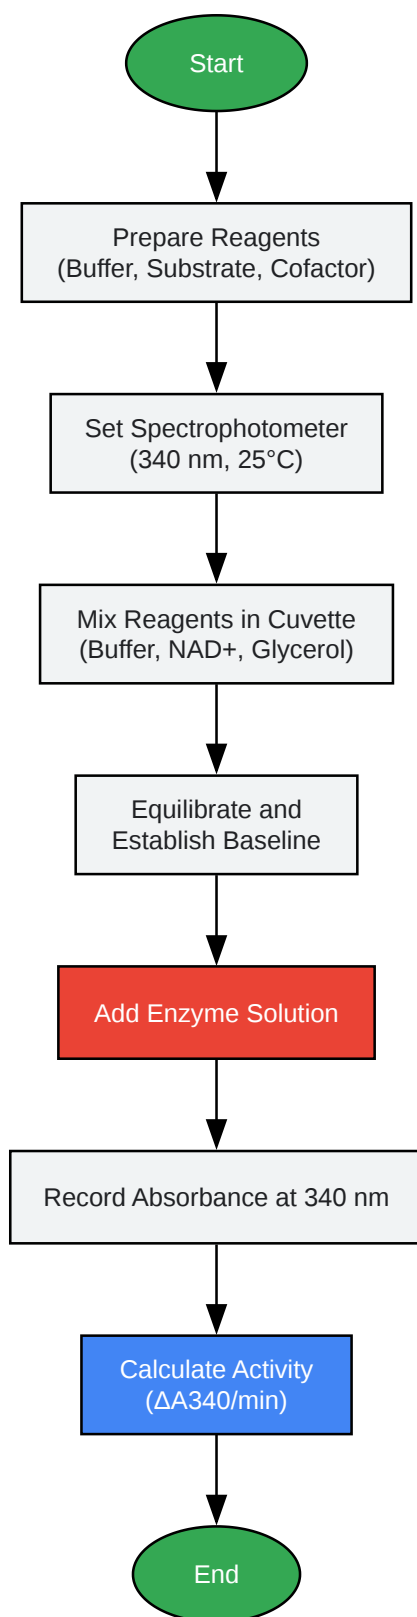 Start
Prepare Reagents
(Buffer, Substrate, Cofactor)
Set Spectrophotometer
(340 nm, 25°C)
Mix Reagents in Cuvette
(Buffer, NAD+, Glycerol)
Equilibrate and
Establish Baseline
Add Enzyme Solution
Record Absorbance at 340 nm
Calculate Activity
(ΔA340/min)
End